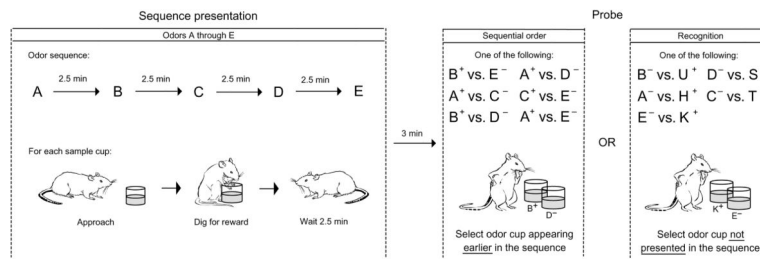 Sequence presentation
Odors A through E
Odor sequence:
2.5 min 2.5 min 2.5 min 2.5 min
A B C D E
For each sample cup:
Approach Dig for reward Wait 2.5 min
3 min
Probe
Sequential order
One of the following:
B⁺ vs. E⁻ A⁺ vs. D⁻
A⁺ vs. C⁻ C⁺ vs. E⁻
B⁺ vs. D⁻ A⁺ vs. E⁻
B⁺
D⁻
Select odor cup appearing
earlier in the sequence
OR
Recognition
One of the following:
B⁻ vs. U⁺ D⁻ vs. S
A⁻ vs. H⁺ C⁻ vs. T
E⁻ vs. K⁺
K⁺
E⁻
Select odor cup not
presented in the sequence